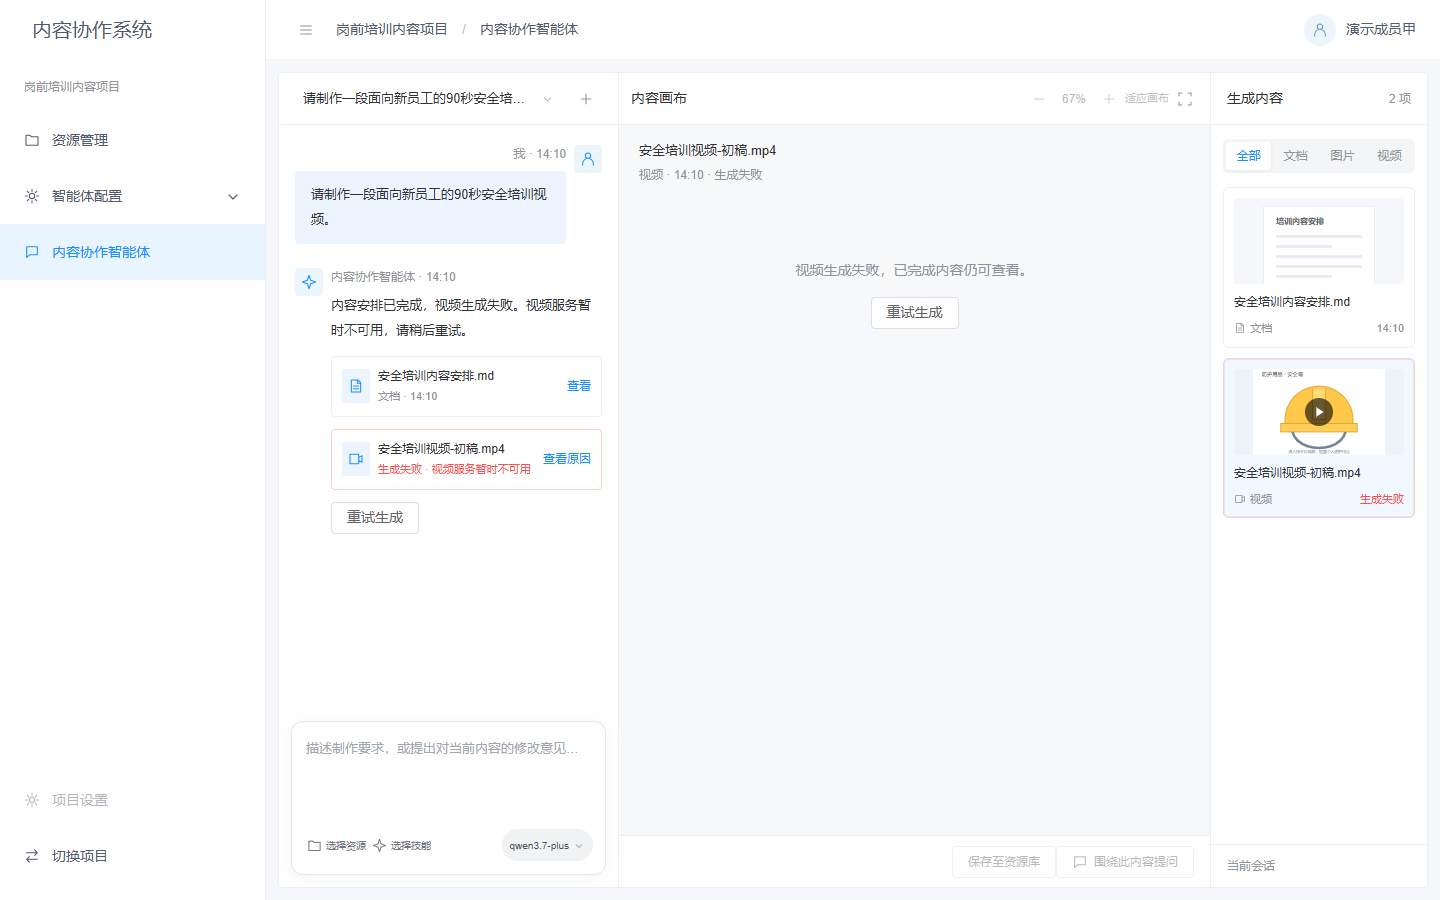 内容协作系统
岗前培训内容项目
资源管理
智能体配置
内容协作智能体
项目设置
切换项目
岗前培训内容项目 / 内容协作智能体
演示成员甲
请制作一段面向新员工的90秒安全培...
我 · 14:10
请制作一段面向新员工的90秒安全培训视
频。
内容协作智能体 · 14:10
内容安排已完成，视频生成失败。视频服务暂
时不可用，请稍后重试。
安全培训内容安排.md
文档 · 14:10
查看
安全培训视频-初稿.mp4
生成失败 · 视频服务暂时不可用
查看原因
重试生成
描述制作要求，或提出对当前内容的修改意见...
选择资源
选择技能
qwen3.7-plus
内容画布
67%
适应画布
安全培训视频-初稿.mp4
视频 · 14:10 · 生成失败
视频生成失败，已完成内容仍可查看。
重试生成
保存至资源库
围绕此内容提问
生成内容
2 项
全部
文档
图片
视频
培训内容安排
安全培训内容安排.md
文档
14:10
防护用品 · 安全帽
安全培训视频-初稿.mp4
视频
生成失败
当前会话